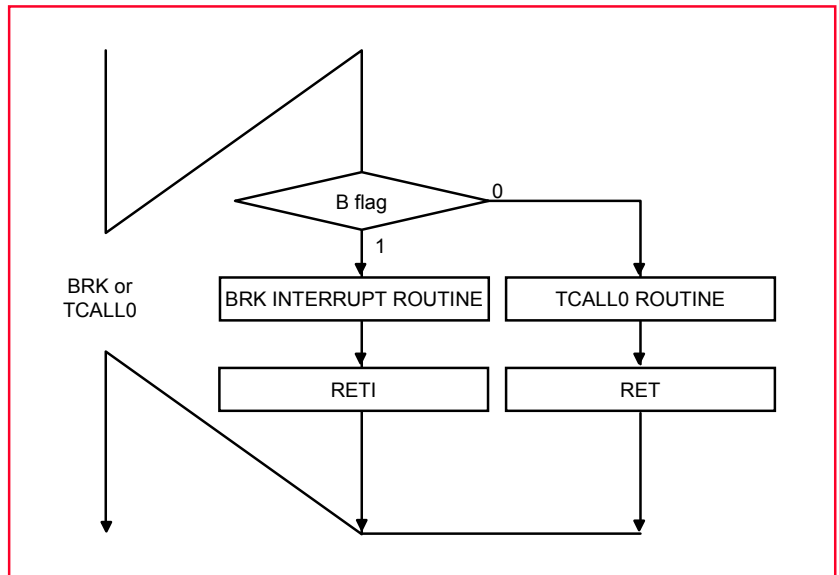 B flag
0
1
BRK or
TCALL0
BRK INTERRUPT ROUTINE
TCALL0 ROUTINE
RETI
RET